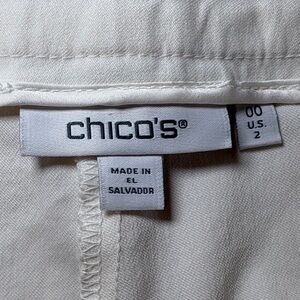 chico's®
00
U.S.
2
MADE IN
EL
SALVADOR